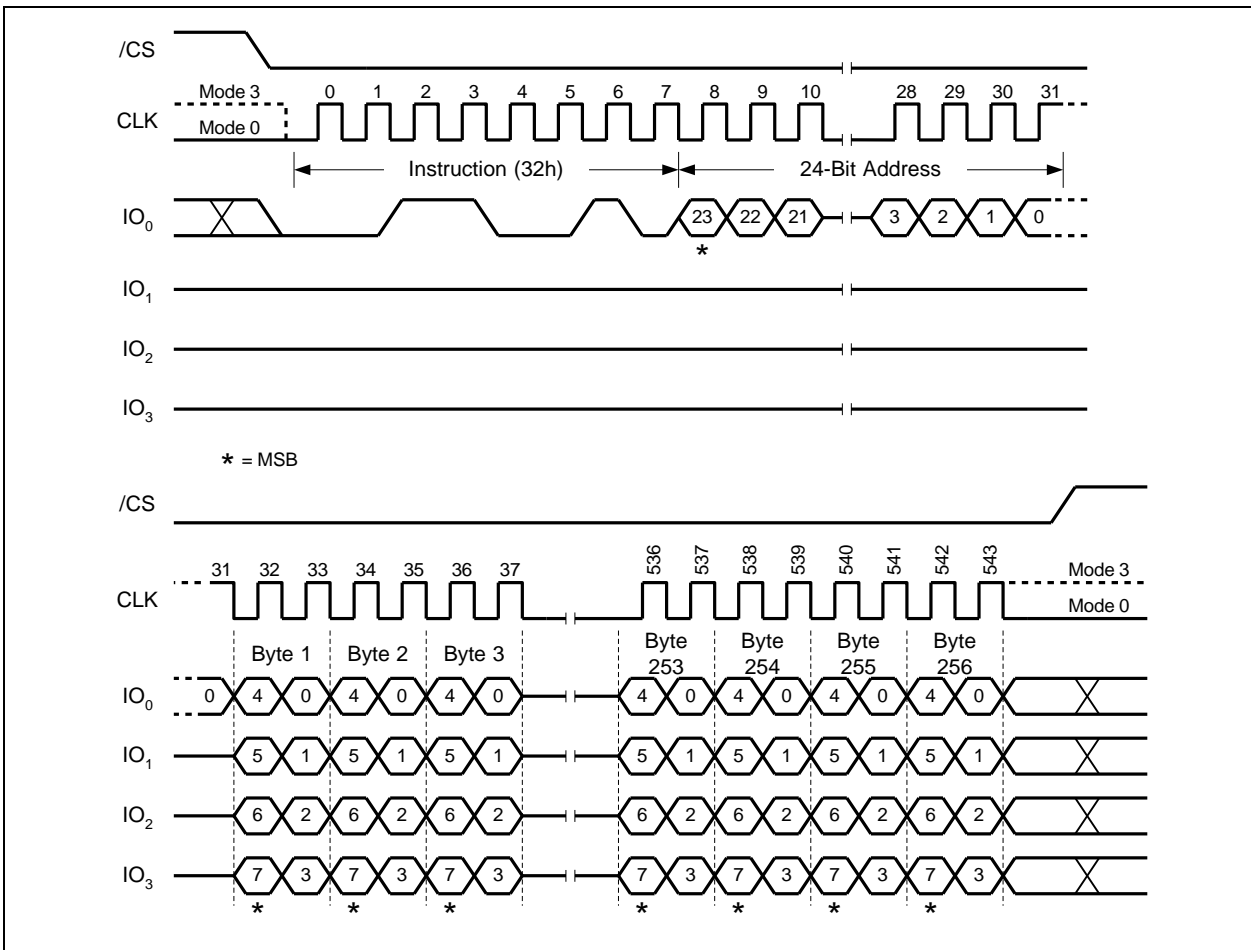 /CS
Mode 3 0 1 2 3 4 5 6 7 8 9 10 28 29 30 31
CLK
Mode 0
Instruction (32h) 24-Bit Address
IO0 23 22 21 3 2 1 0
*
IO1
IO2
IO3
* = MSB
/CS
31 32 33 34 35 36 37 536 537 538 539 540 541 542 543 Mode 3
CLK
Mode 0
Byte 1 Byte 2 Byte 3 Byte 253 Byte 254 Byte 255 Byte 256
IO0 0 4 0 4 0 4 0 4 0 4 0 4 0 4 0
IO1 5 1 5 1 5 1 5 1 5 1 5 1 5 1
IO2 6 2 6 2 6 2 6 2 6 2 6 2 6 2
IO3 7 3 7 3 7 3 7 3 7 3 7 3 7 3
* * * * * * *